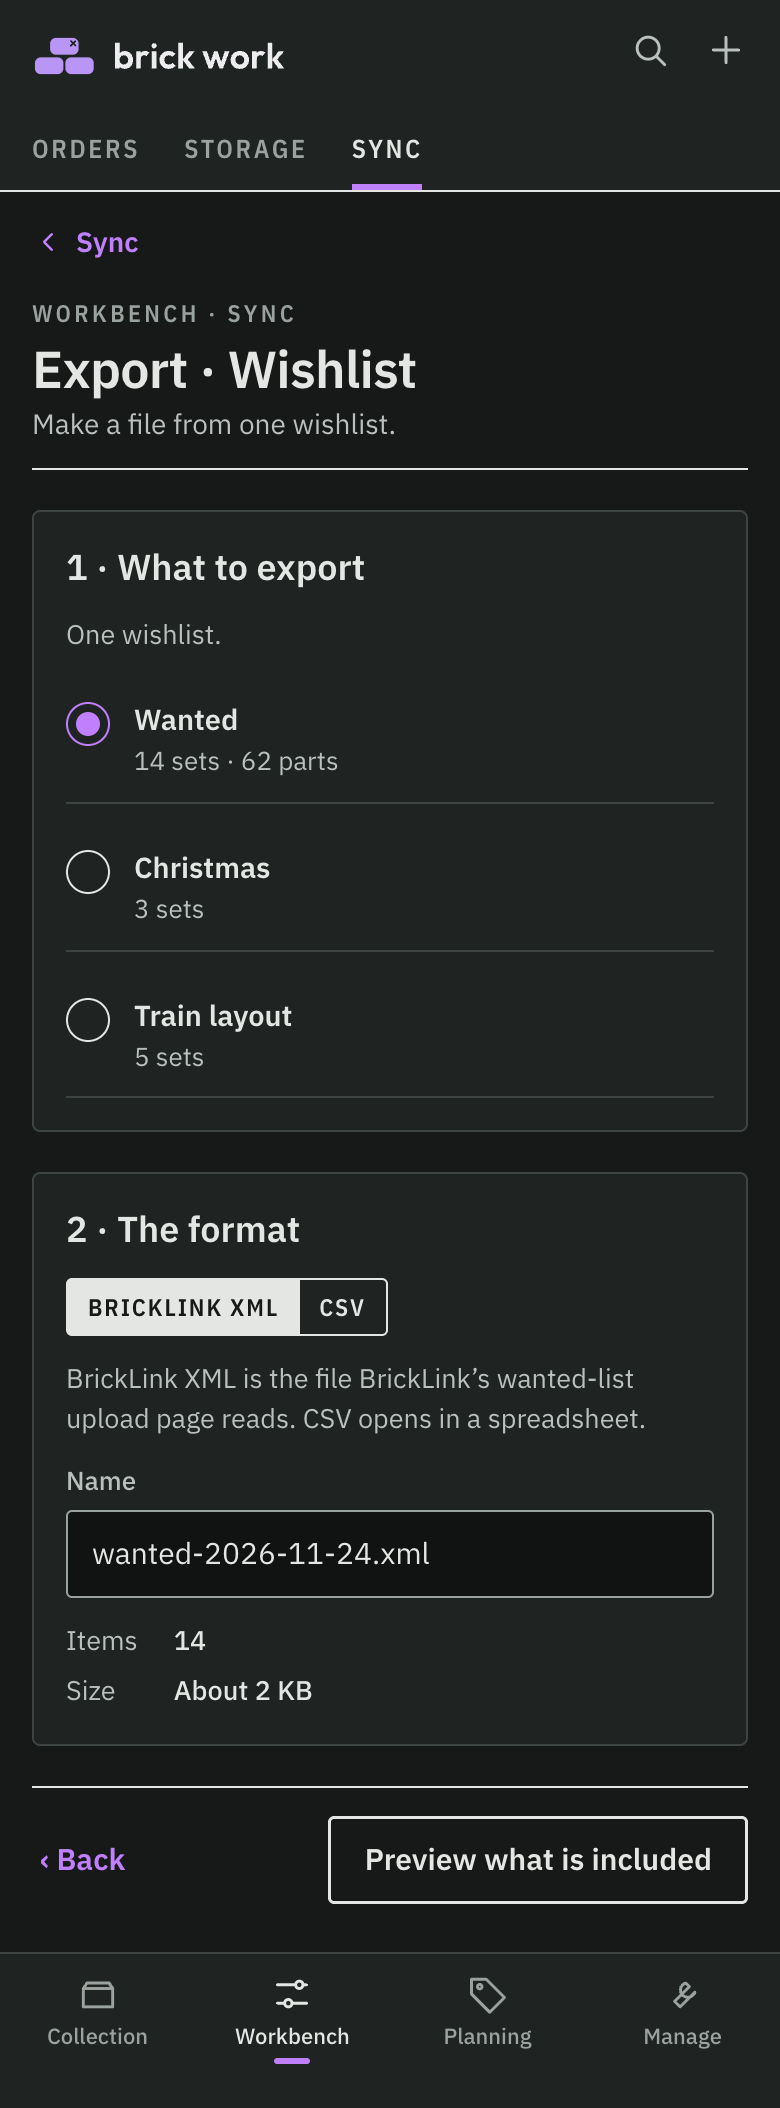 brick work
ORDERS STORAGE SYNC
Sync
WORKBENCH · SYNC
Export · Wishlist
Make a file from one wishlist.
1 · What to export
One wishlist.
Wanted
14 sets · 62 parts
Christmas
3 sets
Train layout
5 sets
2 · The format
BRICKLINK XML CSV
BrickLink XML is the file BrickLink’s wanted-list
upload page reads. CSV opens in a spreadsheet.
Name
wanted-2026-11-24.xml
Items 14
Size About 2 KB
‹ Back Preview what is included
Collection Workbench Planning Manage